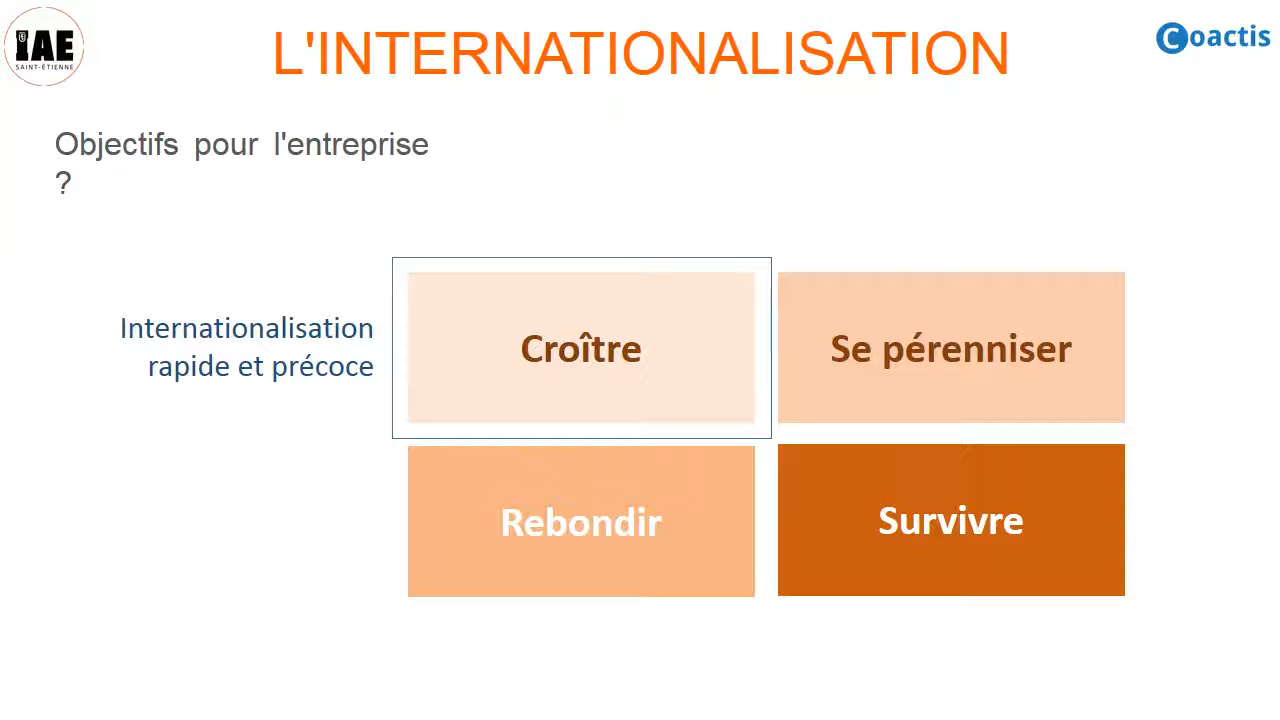 IAE
SAINT-ÉTIENNE
L'INTERNATIONALISATION
Coactis
Objectifs pour l'entreprise
?
Internationalisation
rapide et précoce
Croître
Se pérenniser
Rebondir
Survivre